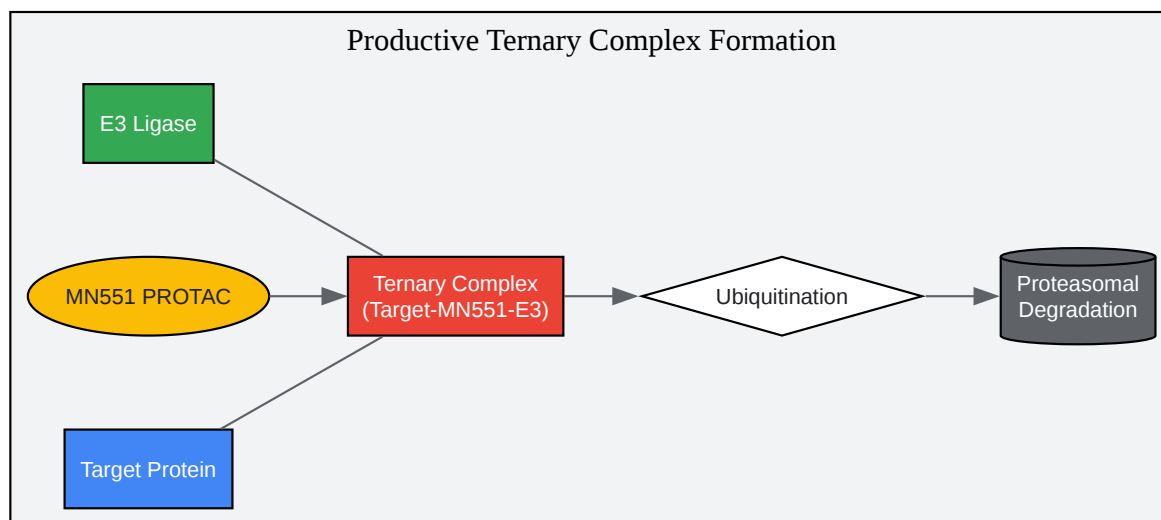 Productive Ternary Complex Formation
E3 Ligase
MN551 PROTAC
Ternary Complex
(Target-MN551-E3)
Ubiquitination
Proteasomal
Degradation
Target Protein